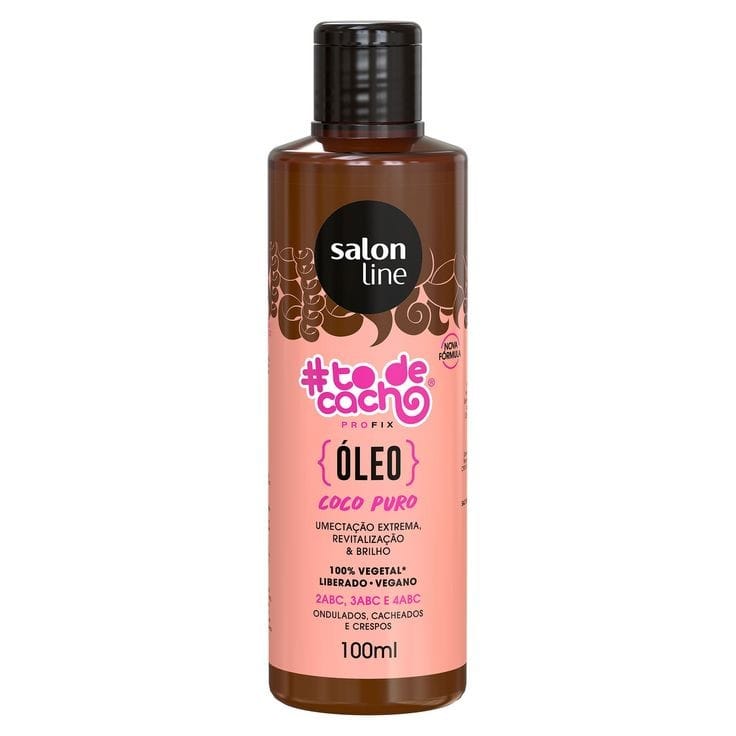 salon
line
NOVA
FÓRMULA
#to de
cacho®
PROFIX
{ÓLEO}
COCO PURO
UMECTAÇÃO EXTREMA,
REVITALIZAÇÃO
& BRILHO
100% VEGETAL*
LIBERADO • VEGANO
2ABC, 3ABC E 4ABC
ONDULADOS, CACHEADOS
E CRESPOS
100ml